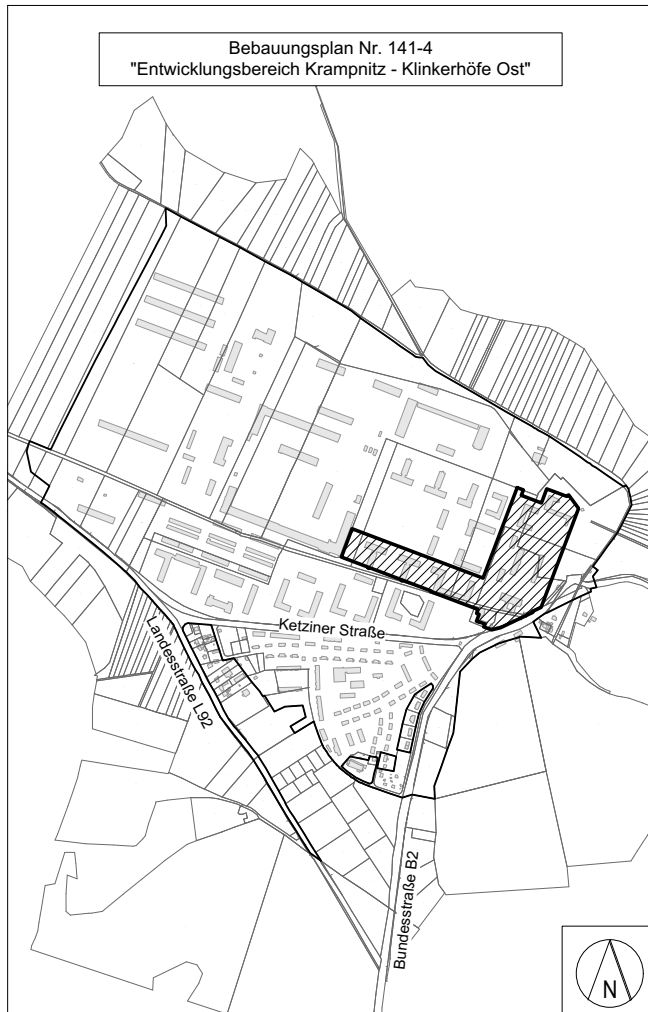 Bebauungsplan Nr. 141-4
"Entwicklungsbereich Krampnitz - Klinkerhöfe Ost"
Ketziner Straße
Landesstraße L92
Bundesstraße B2
N